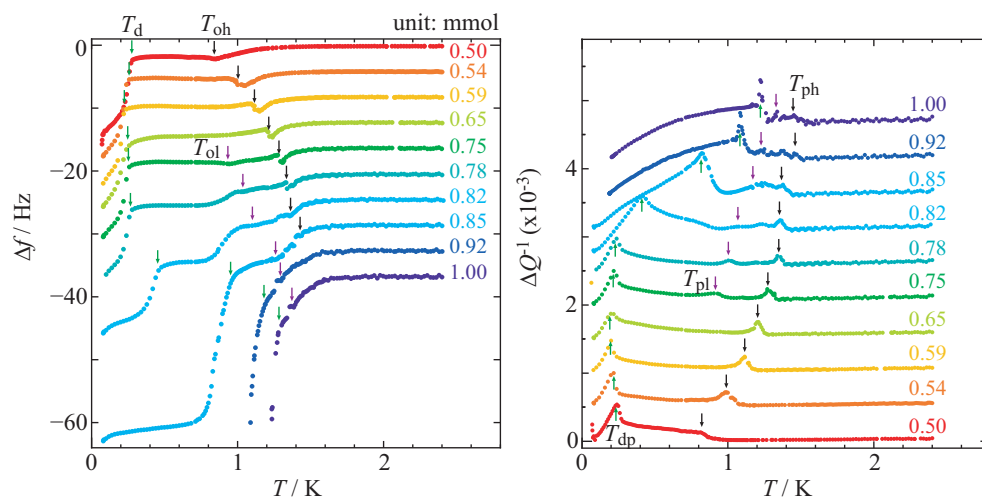 T_d T_oh unit: mmol
0
0.50
0.54
0.59
0.65
T_ol
0.75
−20
0.78
0.82
0.85
0.92
−40
1.00
−60
0 1 2
Δf / Hz
T / K
T_ph
1.00
0.92
4
0.85
0.82
0.78
T_pl
0.75
2
0.65
0.59
0.54
0.50
T_dp
0
0 1 2
ΔQ⁻¹ (x10⁻³)
T / K